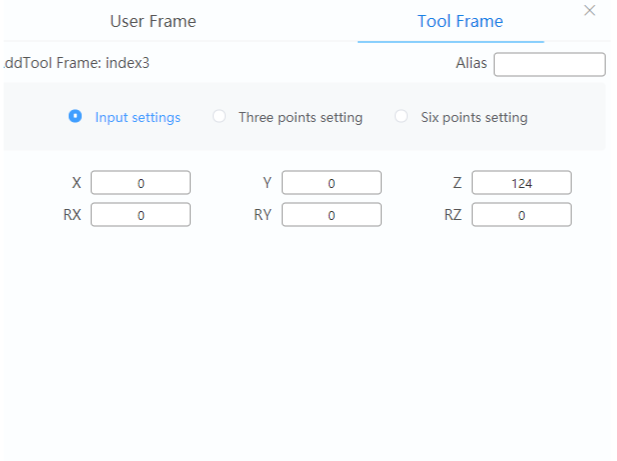 User Frame Tool Frame
ddTool Frame: index3 Alias
Input settings Three points setting Six points setting
X 0 Y 0 Z 124
RX 0 RY 0 RZ 0